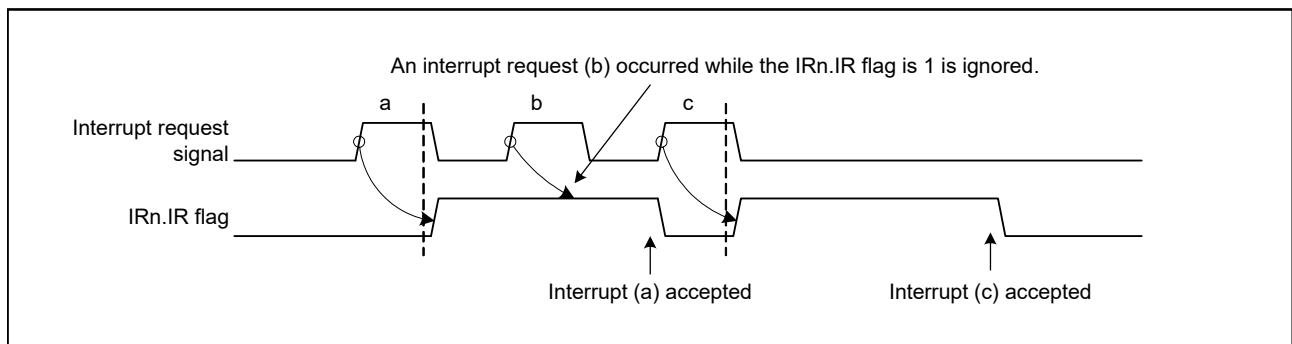 An interrupt request (b) occurred while the IRn.IR flag is 1 is ignored.
a
b
c
Interrupt request
signal
IRn.IR flag
Interrupt (a) accepted
Interrupt (c) accepted